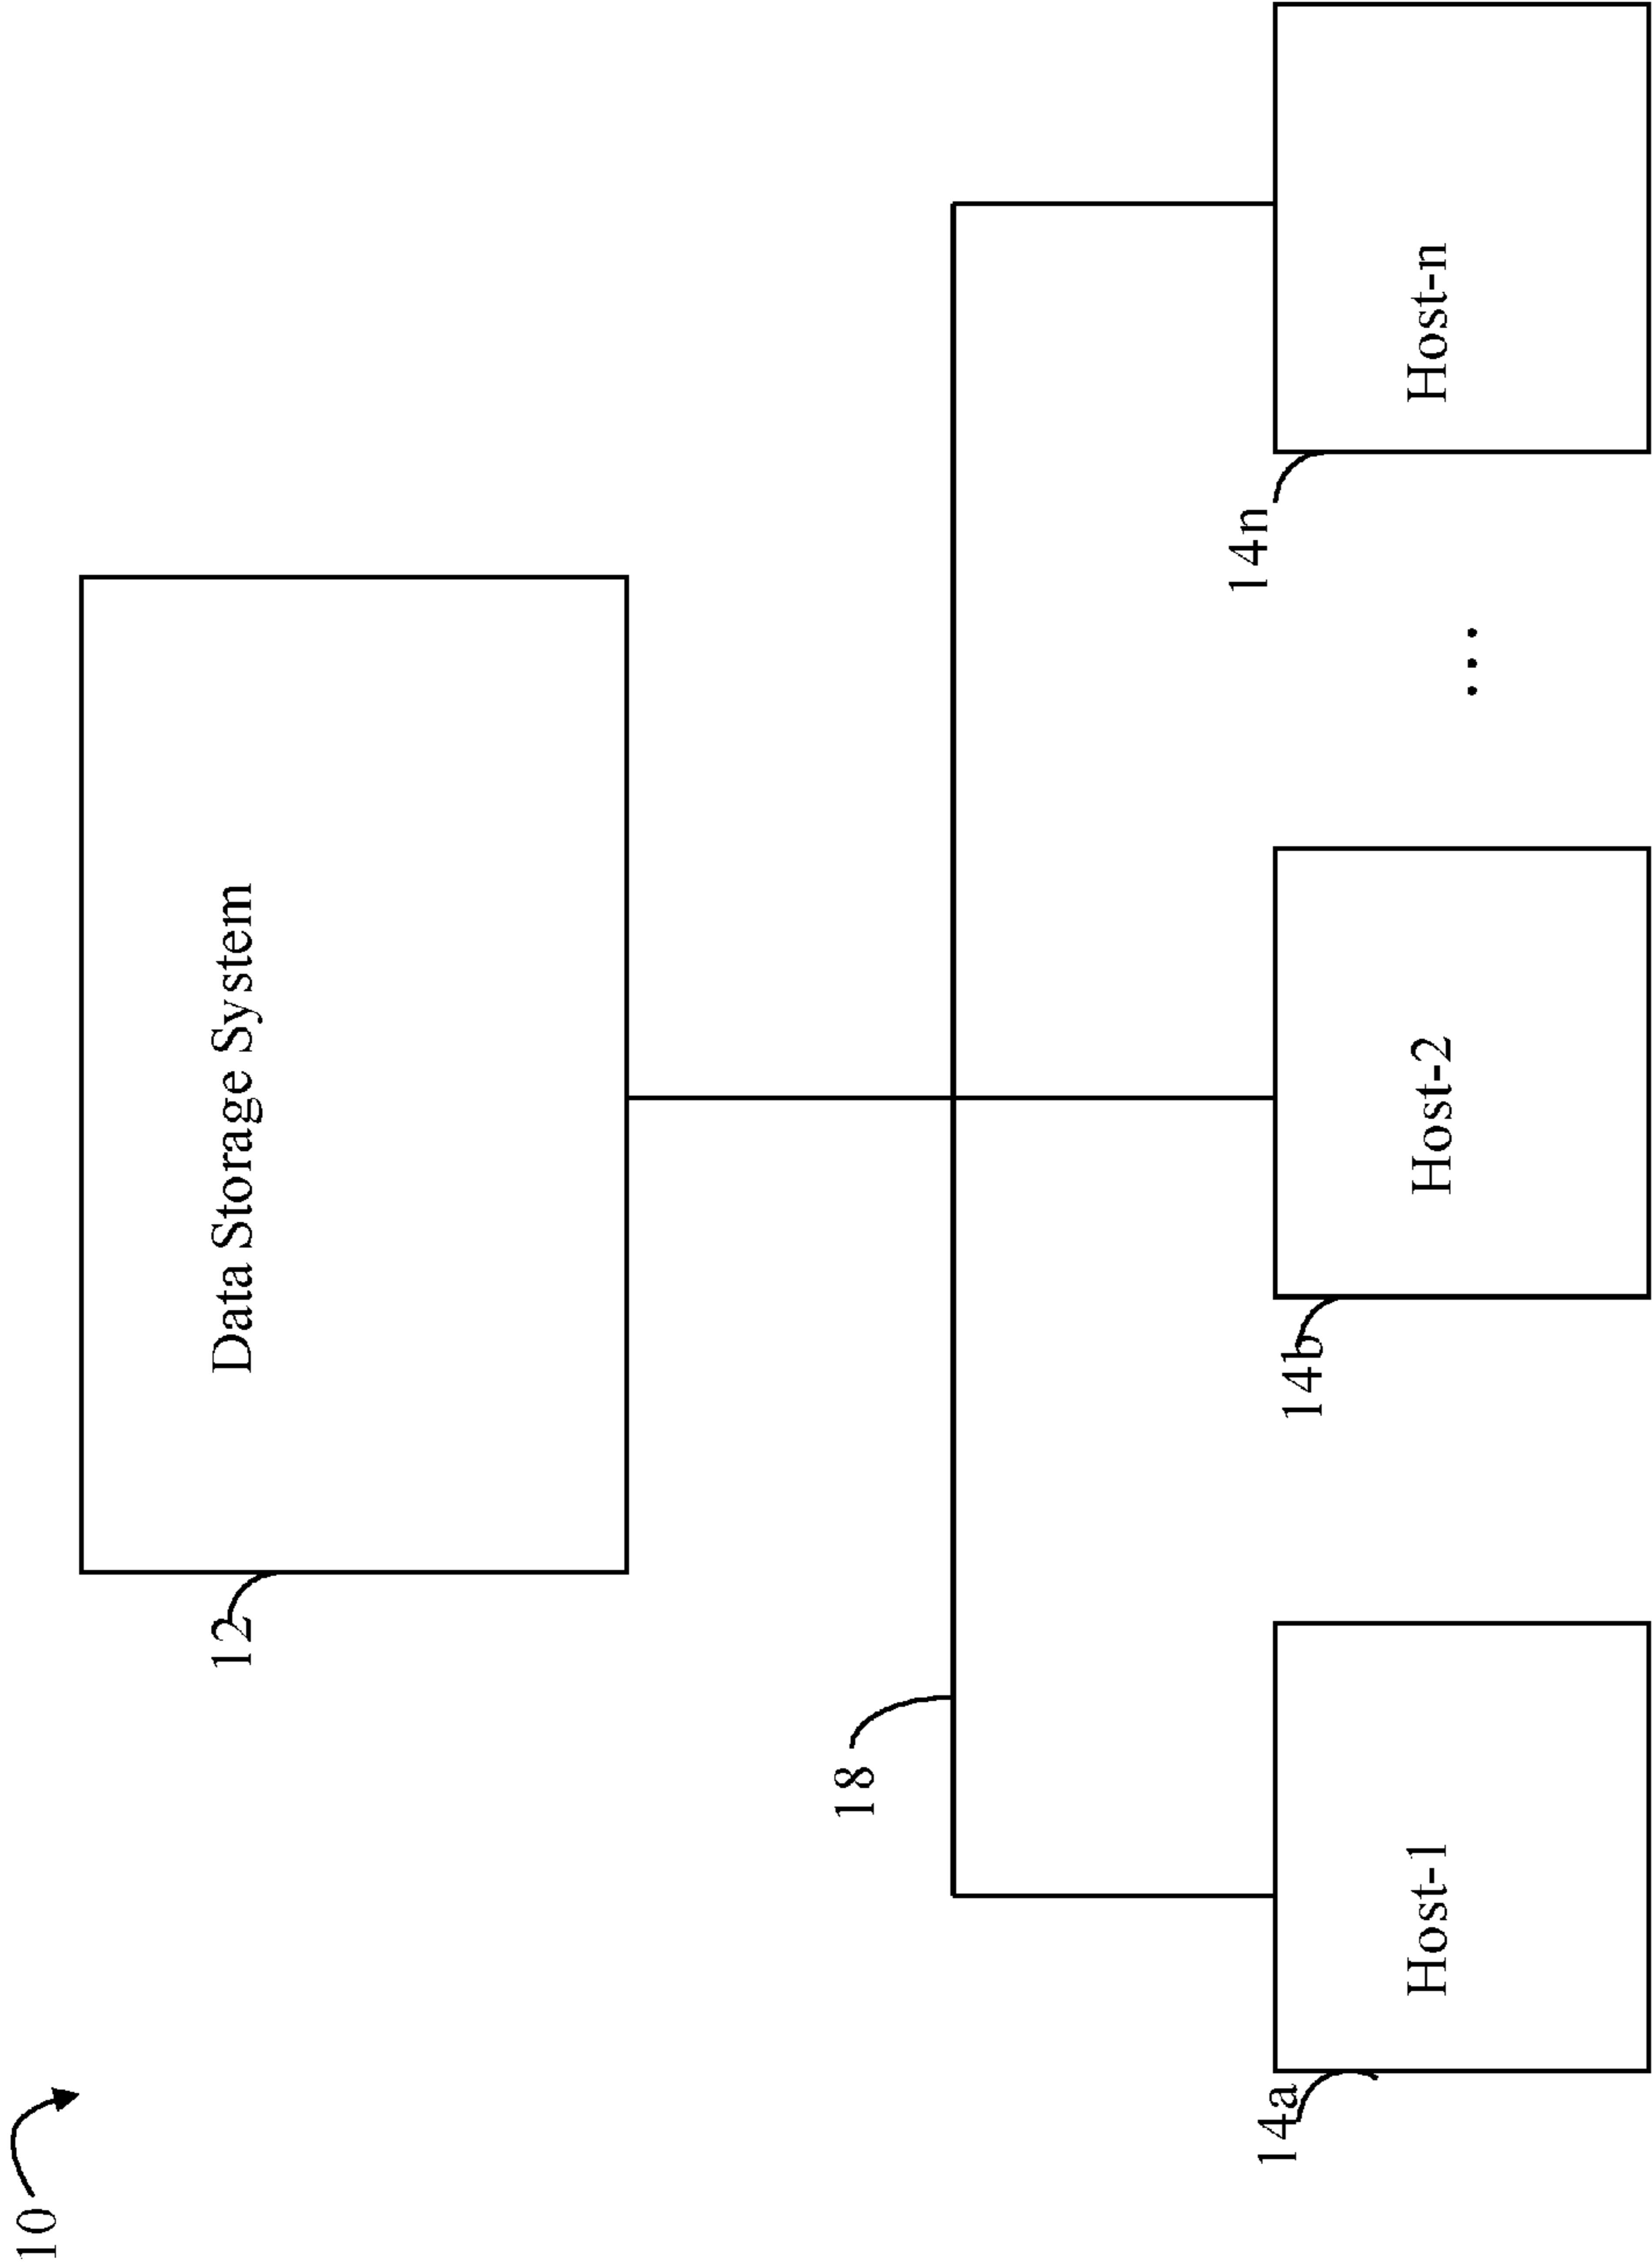 10
12
Data Storage System
18
14a
14b
14n
Host-1
Host-2
...
Host-n